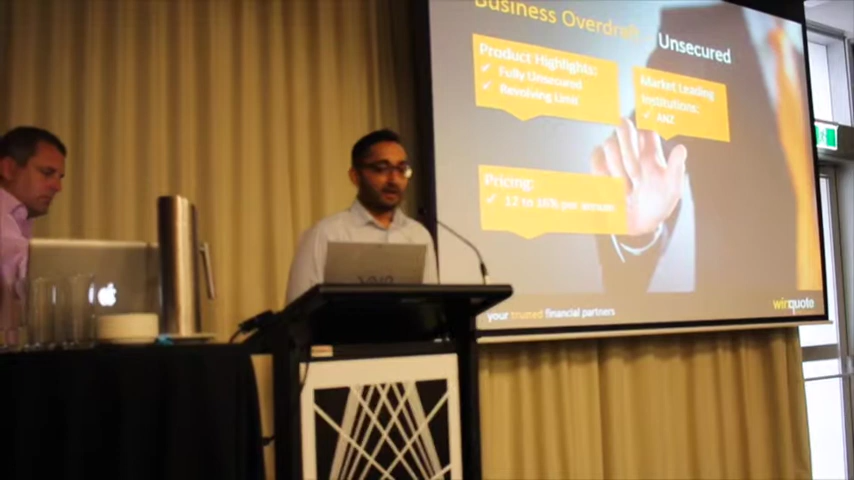 Business Overdraft - Unsecured
Product Highlights:
✓ Fully Unsecured
✓ Revolving Limit
Market Leading
Institutions:
✓ ANZ
Pricing:
✓ 12 to 16% per annum
your trusted financial partners
winquote
VAIO